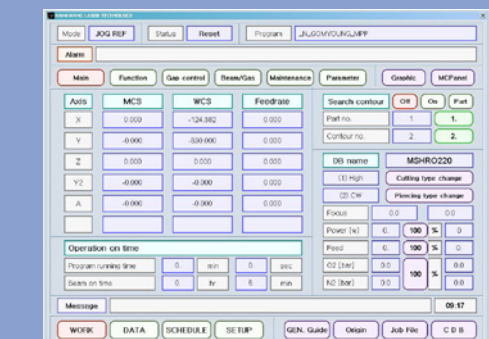 HANKWANG LASER TECHNOLOGY
Mode JOG REF Status Reset Program _N_GOMYOUNG_MPF
Alarm
Main Function Gap control Beam/Gas Maintenance Parameter Graphic MCPanel
Axis MCS WCS Feedrate Search contour Off On Part
X 0.000 -124.982 0.000 Part no. 1 1.
Y -0.000 -630.000 0.000 Contour no. 2 2.
Z 0.000 0.000 0.000 DB name MSHRO220
Y2 -0.000 -0.000 0.000 (1) High Cutting type change
A -0.000 -0.000 0.000 (2) CW Piercing type change
Focus 0.0 0.0
Power [w] 0. 100 % 0
Operation on time Feed 0. 100 % 0.
Program running time 0. min 0. sec O2 [bar] 0.0 100 % 0.0
Beam on time 0. hr 6. min N2 [bar] 0.0 0.0
Message 09:17
WORK DATA SCHEDULE SETUP GEN. Guide Origin Job File C D B